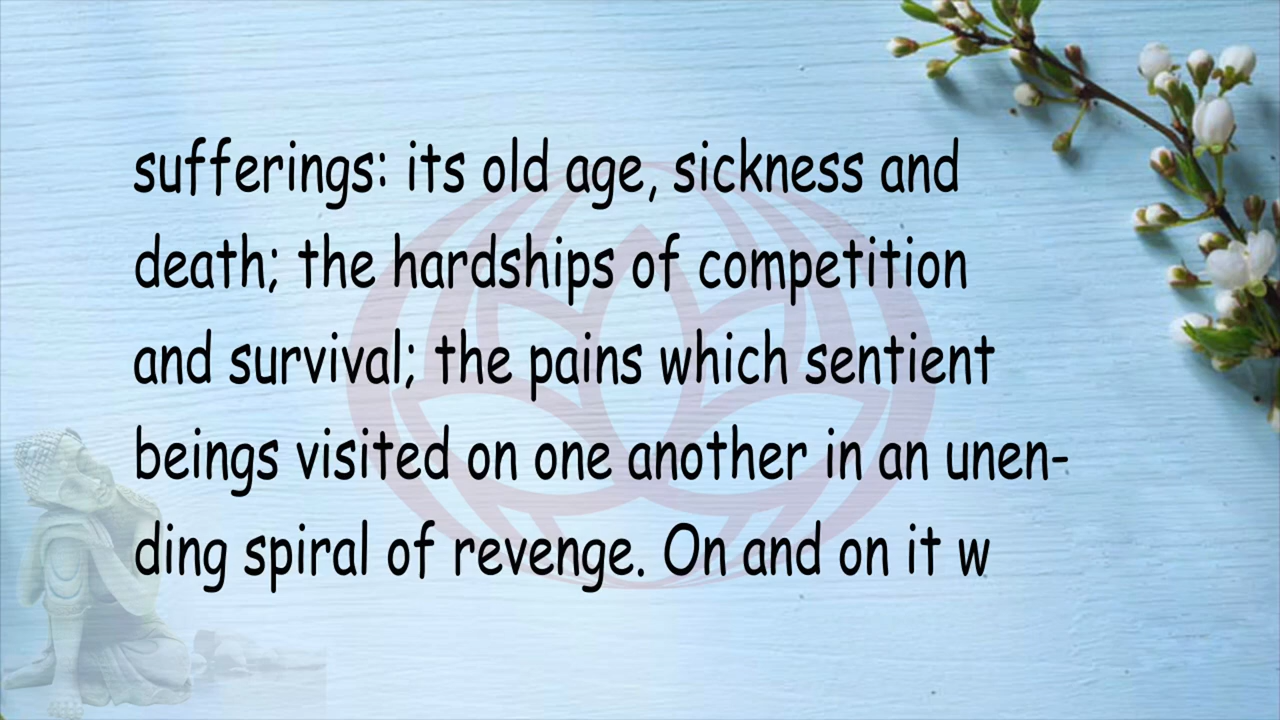 sufferings: its old age, sickness and
death; the hardships of competition
and survival; the pains which sentient
beings visited on one another in an unen-
ding spiral of revenge. On and on it w